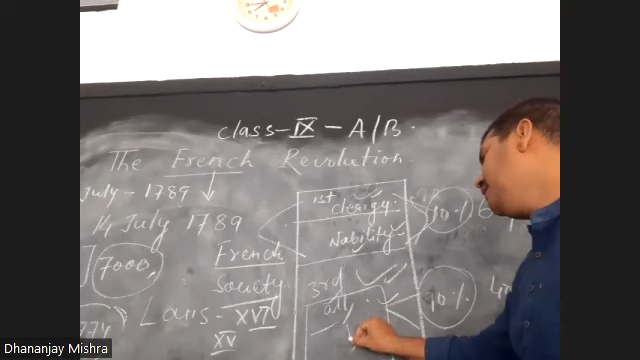 Class-IX - A/B.
The French Revolution.
July - 1789
14 July 1789
7000
French
Society
Louis - XVI
XV
1774
1st
Clergy
Nobility
3rd
10%
Dhananjay Mishra